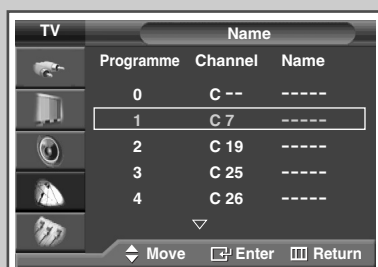 TV Name
Programme Channel Name
0 C -- -----
1 C 7 -----
2 C 19 -----
3 C 25 -----
4 C 26 -----
Move Enter Return